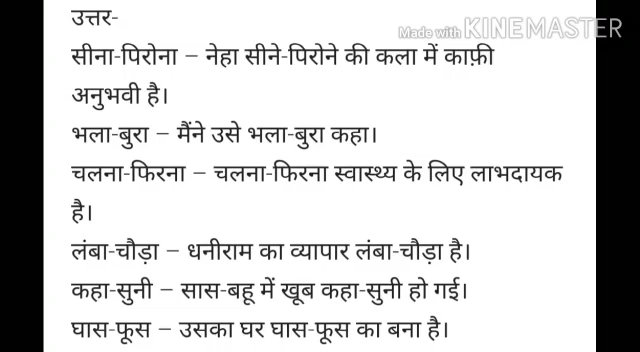 उत्तर-
Made with KINEMASTER
सीना-पिरोना – नेहा सीने-पिरोने की कला में काफ़ी
अनुभवी है।
भला-बुरा – मैंने उसे भला-बुरा कहा।
चलना-फिरना – चलना-फिरना स्वास्थ्य के लिए लाभदायक
है।
लंबा-चौड़ा – धनीराम का व्यापार लंबा-चौड़ा है।
कहा-सुनी – सास-बहू में खूब कहा-सुनी हो गई।
घास-फूस – उसका घर घास-फूस का बना है।